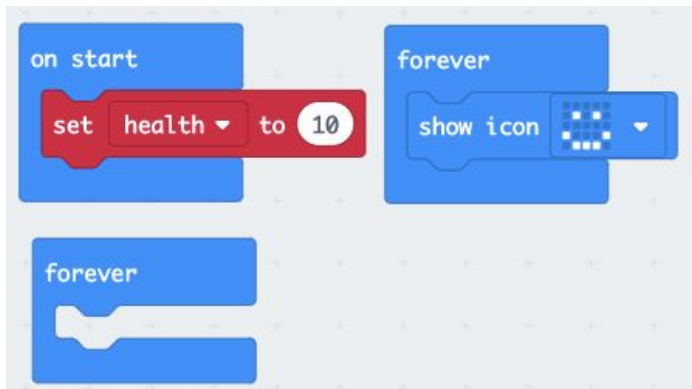 on start
set health to 10
forever
show icon
forever